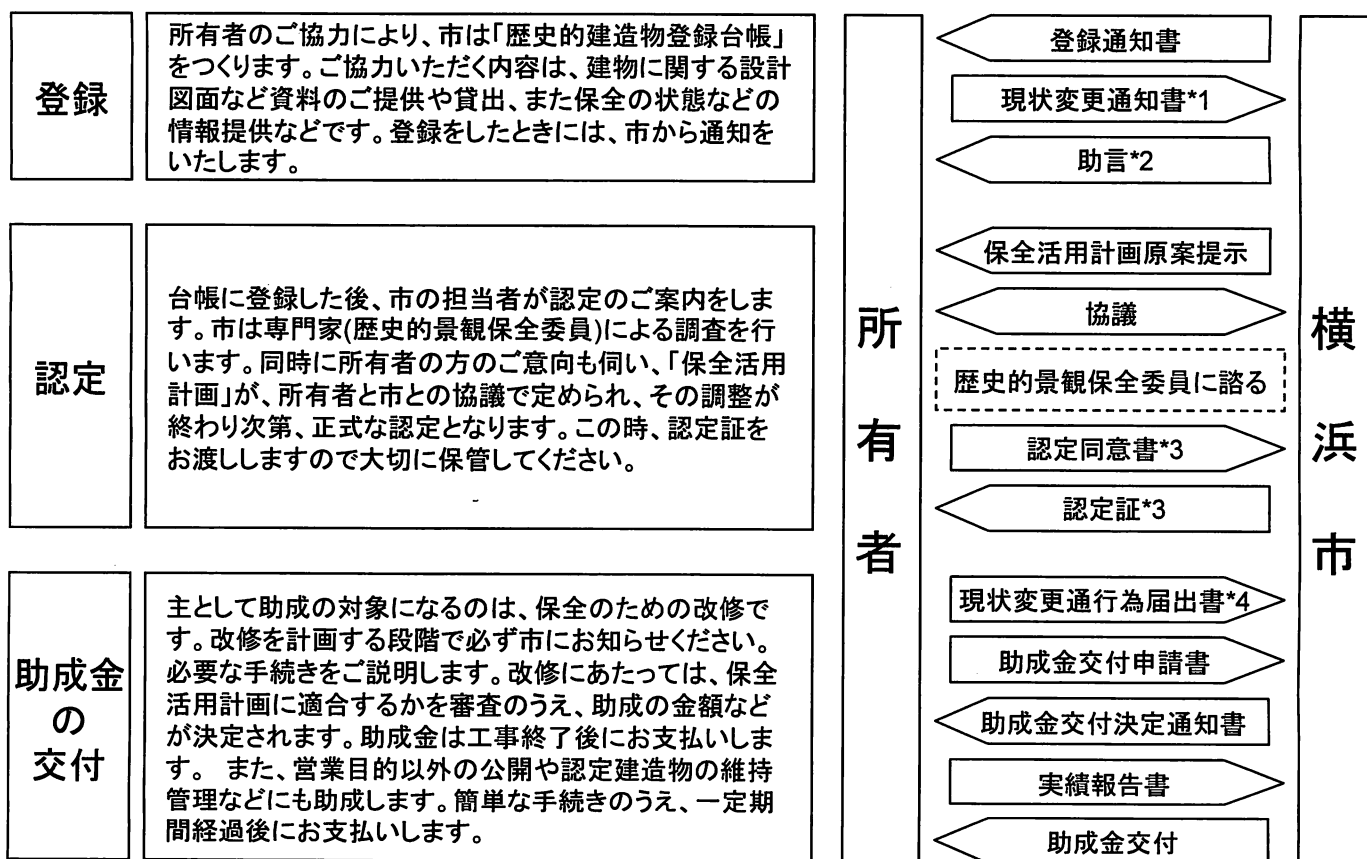 登録
所有者のご協力により、市は「歴史的建造物登録台帳」
をつくります。ご協力いただく内容は、建物に関する設計
図面など資料のご提供や貸出、また保全の状態などの
情報提供などです。登録をしたときには、市から通知を
いたします。
認定
台帳に登録した後、市の担当者が認定のご案内をしま
す。市は専門家(歴史的景観保全委員)による調査を行
います。同時に所有者の方のご意向も伺い、「保全活用
計画」が、所有者と市との協議で定められ、その調整が
終わり次第、正式な認定となります。この時、認定証を
お渡ししますので大切に保管してください。
助成金
の
交付
主として助成の対象になるのは、保全のための改修で
す。改修を計画する段階で必ず市にお知らせください。
必要な手続きをご説明します。改修にあたっては、保全
活用計画に適合するかを審査のうえ、助成の金額など
が決定されます。助成金は工事終了後にお支払いしま
す。 また、営業目的以外の公開や認定建造物の維持
管理などにも助成します。簡単な手続きのうえ、一定期
間経過後にお支払いします。
所有者
登録通知書
現状変更通知書*1
助言*2
保全活用計画原案提示
協議
歴史的景観保全委員に諮る
認定同意書*3
認定証*3
現状変更通行為届出書*4
助成金交付申請書
助成金交付決定通知書
実績報告書
助成金交付
横浜市